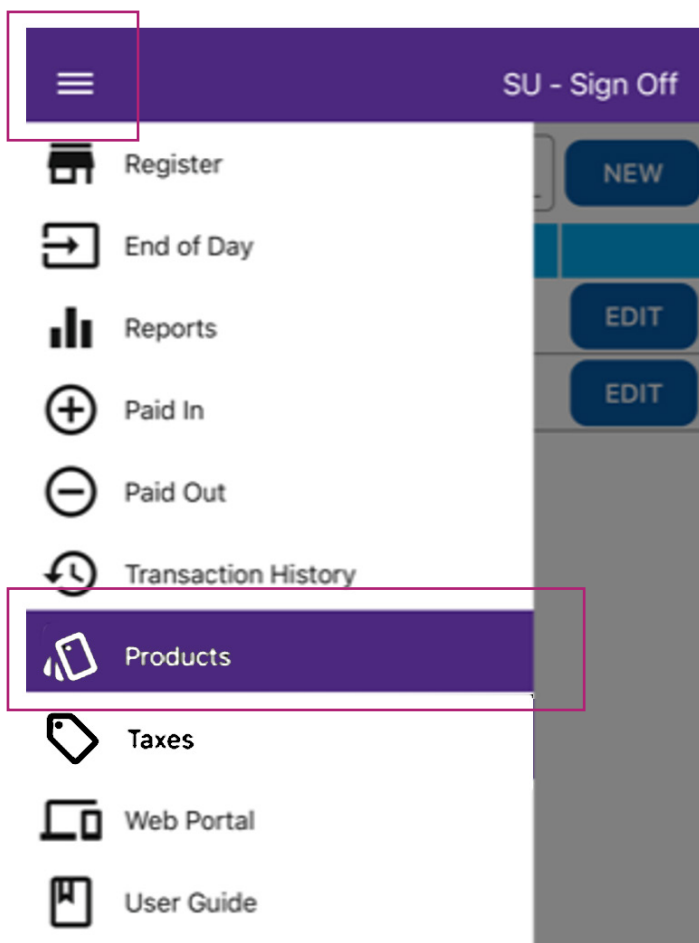 SU - Sign Off
Register
NEW
End of Day
Reports
EDIT
Paid In
EDIT
Paid Out
Transaction History
Products
Taxes
Web Portal
User Guide